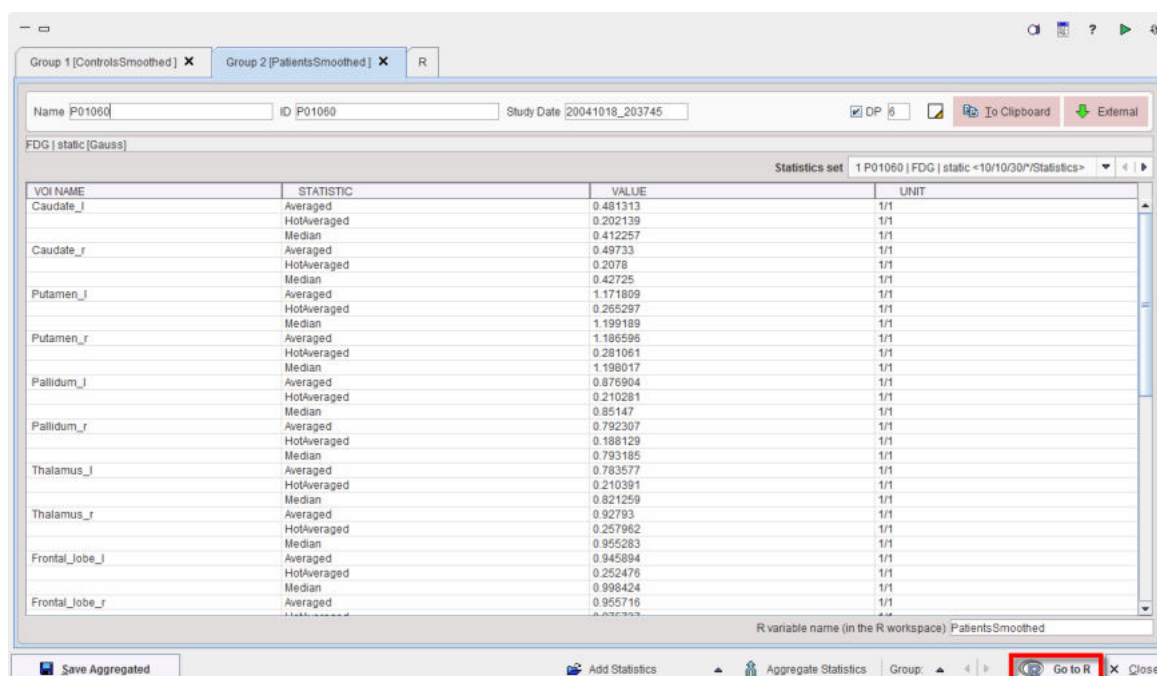 ?
Group 1 [ControlsSmoothed] Group 2 [PatientsSmoothed] R
Name P01060 ID P01060 Study Date 20041018_203745 DP 6 To Clipboard External
FDG | static [Gauss]
Statistics set 1 P01060 | FDG | static <10/10/30/*/Statistics>
VOI NAME STATISTIC VALUE UNIT
Caudate_l Averaged 0.481313 1/1
HotAveraged 0.202139 1/1
Median 0.412257 1/1
Caudate_r Averaged 0.49733 1/1
HotAveraged 0.2078 1/1
Median 0.42725 1/1
Putamen_l Averaged 1.171809 1/1
HotAveraged 0.265297 1/1
Median 1.199189 1/1
Putamen_r Averaged 1.186596 1/1
HotAveraged 0.281061 1/1
Median 1.198017 1/1
Pallidum_l Averaged 0.876904 1/1
HotAveraged 0.210281 1/1
Median 0.85147 1/1
Pallidum_r Averaged 0.792307 1/1
HotAveraged 0.188129 1/1
Median 0.793185 1/1
Thalamus_l Averaged 0.783577 1/1
HotAveraged 0.210391 1/1
Median 0.821259 1/1
Thalamus_r Averaged 0.92793 1/1
HotAveraged 0.257962 1/1
Median 0.955283 1/1
Frontal_lobe_l Averaged 0.945894 1/1
HotAveraged 0.252476 1/1
Median 0.998424 1/1
Frontal_lobe_r Averaged 0.955716 1/1
R variable name (in the R workspace) PatientsSmoothed
Save Aggregated Add Statistics Aggregate Statistics Group: Go to R Close